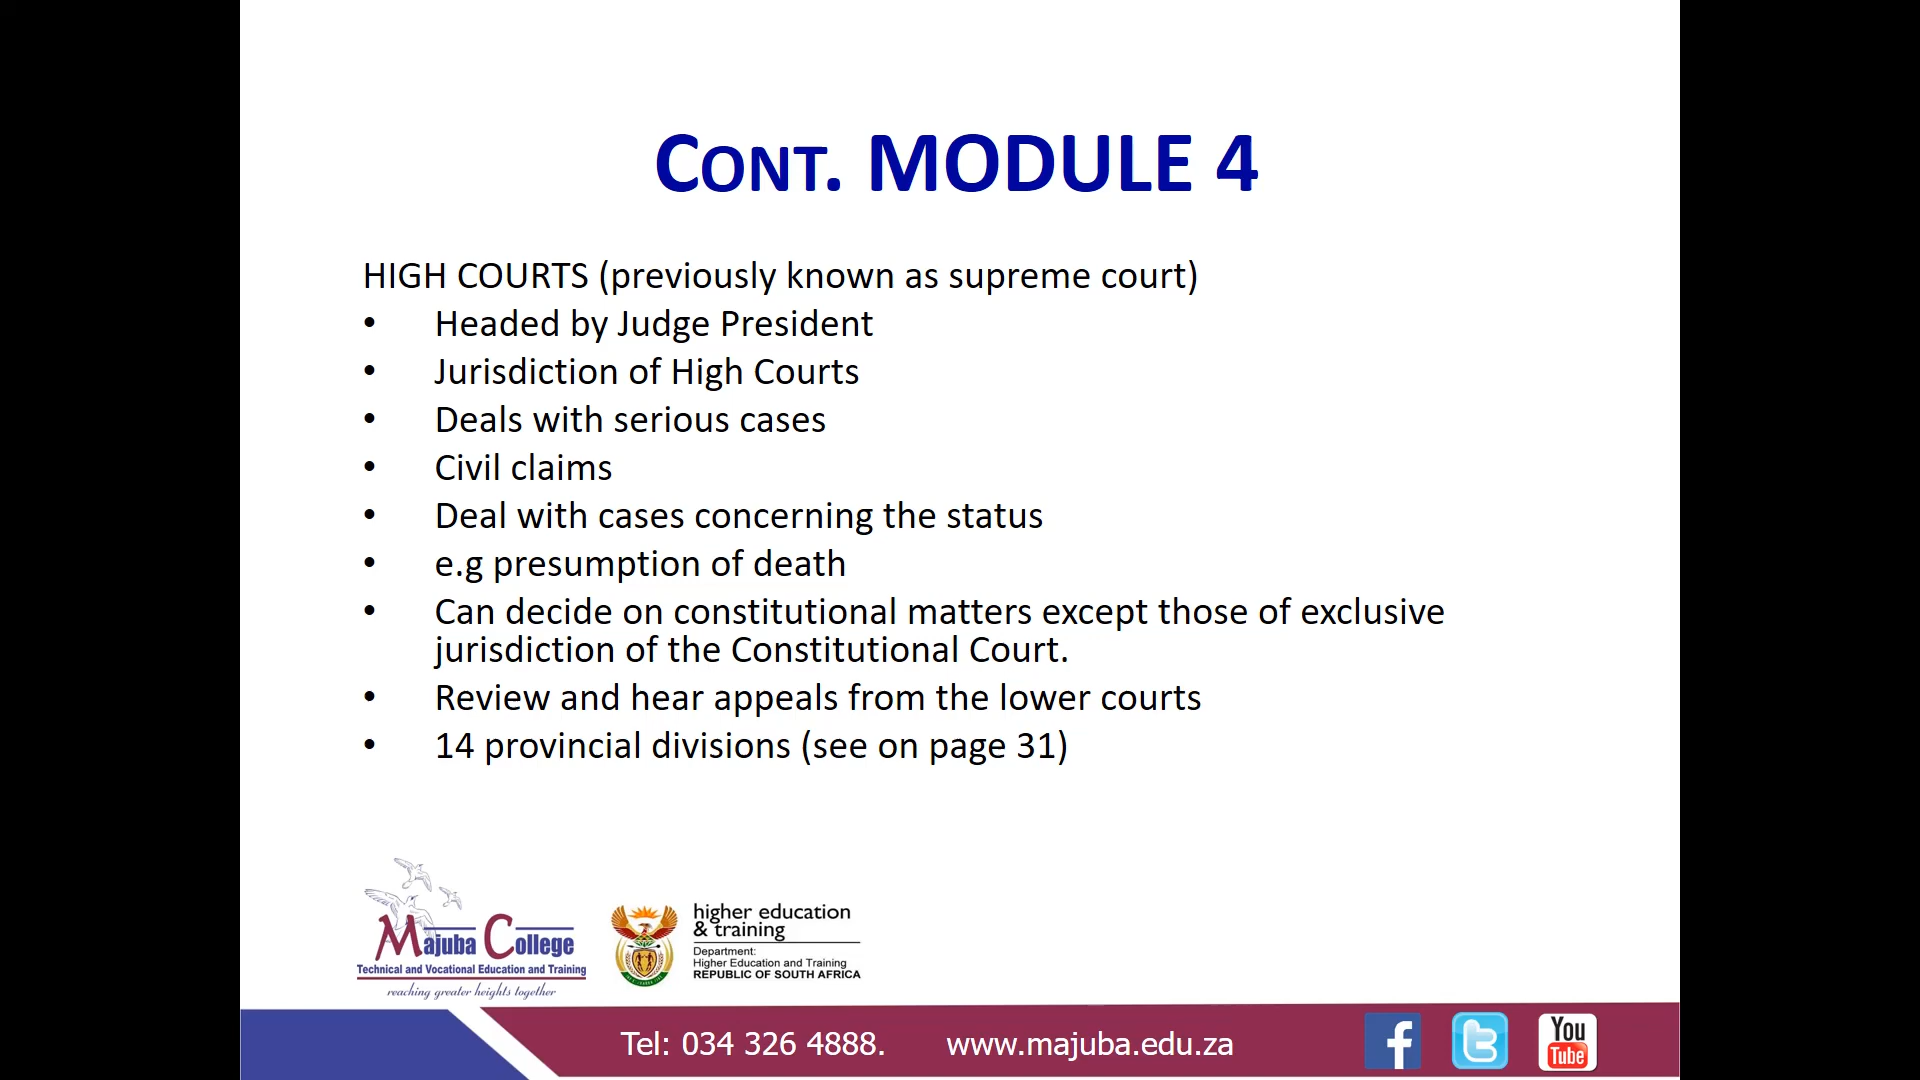 CONT. MODULE 4
HIGH COURTS (previously known as supreme court)
• Headed by Judge President
• Jurisdiction of High Courts
• Deals with serious cases
• Civil claims
• Deal with cases concerning the status
• e.g presumption of death
• Can decide on constitutional matters except those of exclusive
jurisdiction of the Constitutional Court.
• Review and hear appeals from the lower courts
• 14 provincial divisions (see on page 31)
Majuba College
Technical and Vocational Education and Training
reaching greater heights together
higher education
& training
Department:
Higher Education and Training
REPUBLIC OF SOUTH AFRICA
Tel: 034 326 4888. www.majuba.edu.za
You
Tube